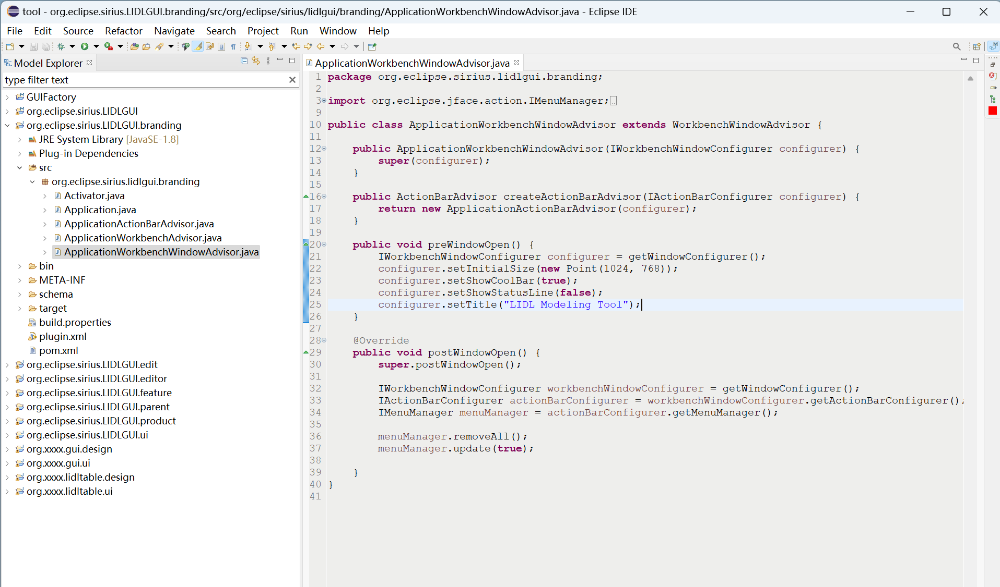 tool - org.eclipse.sirius.LIDLGUI.branding/src/org/eclipse/sirius/lidlgui/branding/ApplicationWorkbenchWindowAdvisor.java - Eclipse IDE
File Edit Source Refactor Navigate Search Project Run Window Help
Model Explorer
type filter text
GUIFactory
org.eclipse.sirius.LIDLGUI
org.eclipse.sirius.LIDLGUI.branding
JRE System Library [JavaSE-1.8]
Plug-in Dependencies
src
org.eclipse.sirius.lidlgui.branding
Activator.java
Application.java
ApplicationActionBarAdvisor.java
ApplicationWorkbenchAdvisor.java
ApplicationWorkbenchWindowAdvisor.java
bin
META-INF
schema
target
build.properties
plugin.xml
pom.xml
org.eclipse.sirius.LIDLGUI.edit
org.eclipse.sirius.LIDLGUI.editor
org.eclipse.sirius.LIDLGUI.feature
org.eclipse.sirius.LIDLGUI.parent
org.eclipse.sirius.LIDLGUI.product
org.eclipse.sirius.LIDLGUI.ui
org.xxxx.gui.design
org.xxxx.gui.ui
org.xxxx.lidltable.design
org.xxxx.lidltable.ui
ApplicationWorkbenchWindowAdvisor.java
1 package org.eclipse.sirius.lidlgui.branding;
2
3 import org.eclipse.jface.action.IMenuManager;
9
10 public class ApplicationWorkbenchWindowAdvisor extends WorkbenchWindowAdvisor {
11
12 public ApplicationWorkbenchWindowAdvisor(IWorkbenchWindowConfigurer configurer) {
13 super(configurer);
14 }
15
16 public ActionBarAdvisor createActionBarAdvisor(IActionBarConfigurer configurer) {
17 return new ApplicationActionBarAdvisor(configurer);
18 }
19
20 public void preWindowOpen() {
21 IWorkbenchWindowConfigurer configurer = getWindowConfigurer();
22 configurer.setInitialSize(new Point(1024, 768));
23 configurer.setShowCoolBar(true);
24 configurer.setShowStatusLine(false);
25 configurer.setTitle("LIDL Modeling Tool");
26 }
27
28 @Override
29 public void postWindowOpen() {
30 super.postWindowOpen();
31
32 IWorkbenchWindowConfigurer workbenchWindowConfigurer = getWindowConfigurer();
33 IActionBarConfigurer actionBarConfigurer = workbenchWindowConfigurer.getActionBarConfigurer();
34 IMenuManager menuManager = actionBarConfigurer.getMenuManager();
35
36 menuManager.removeAll();
37 menuManager.update(true);
38
39 }
40 }
41